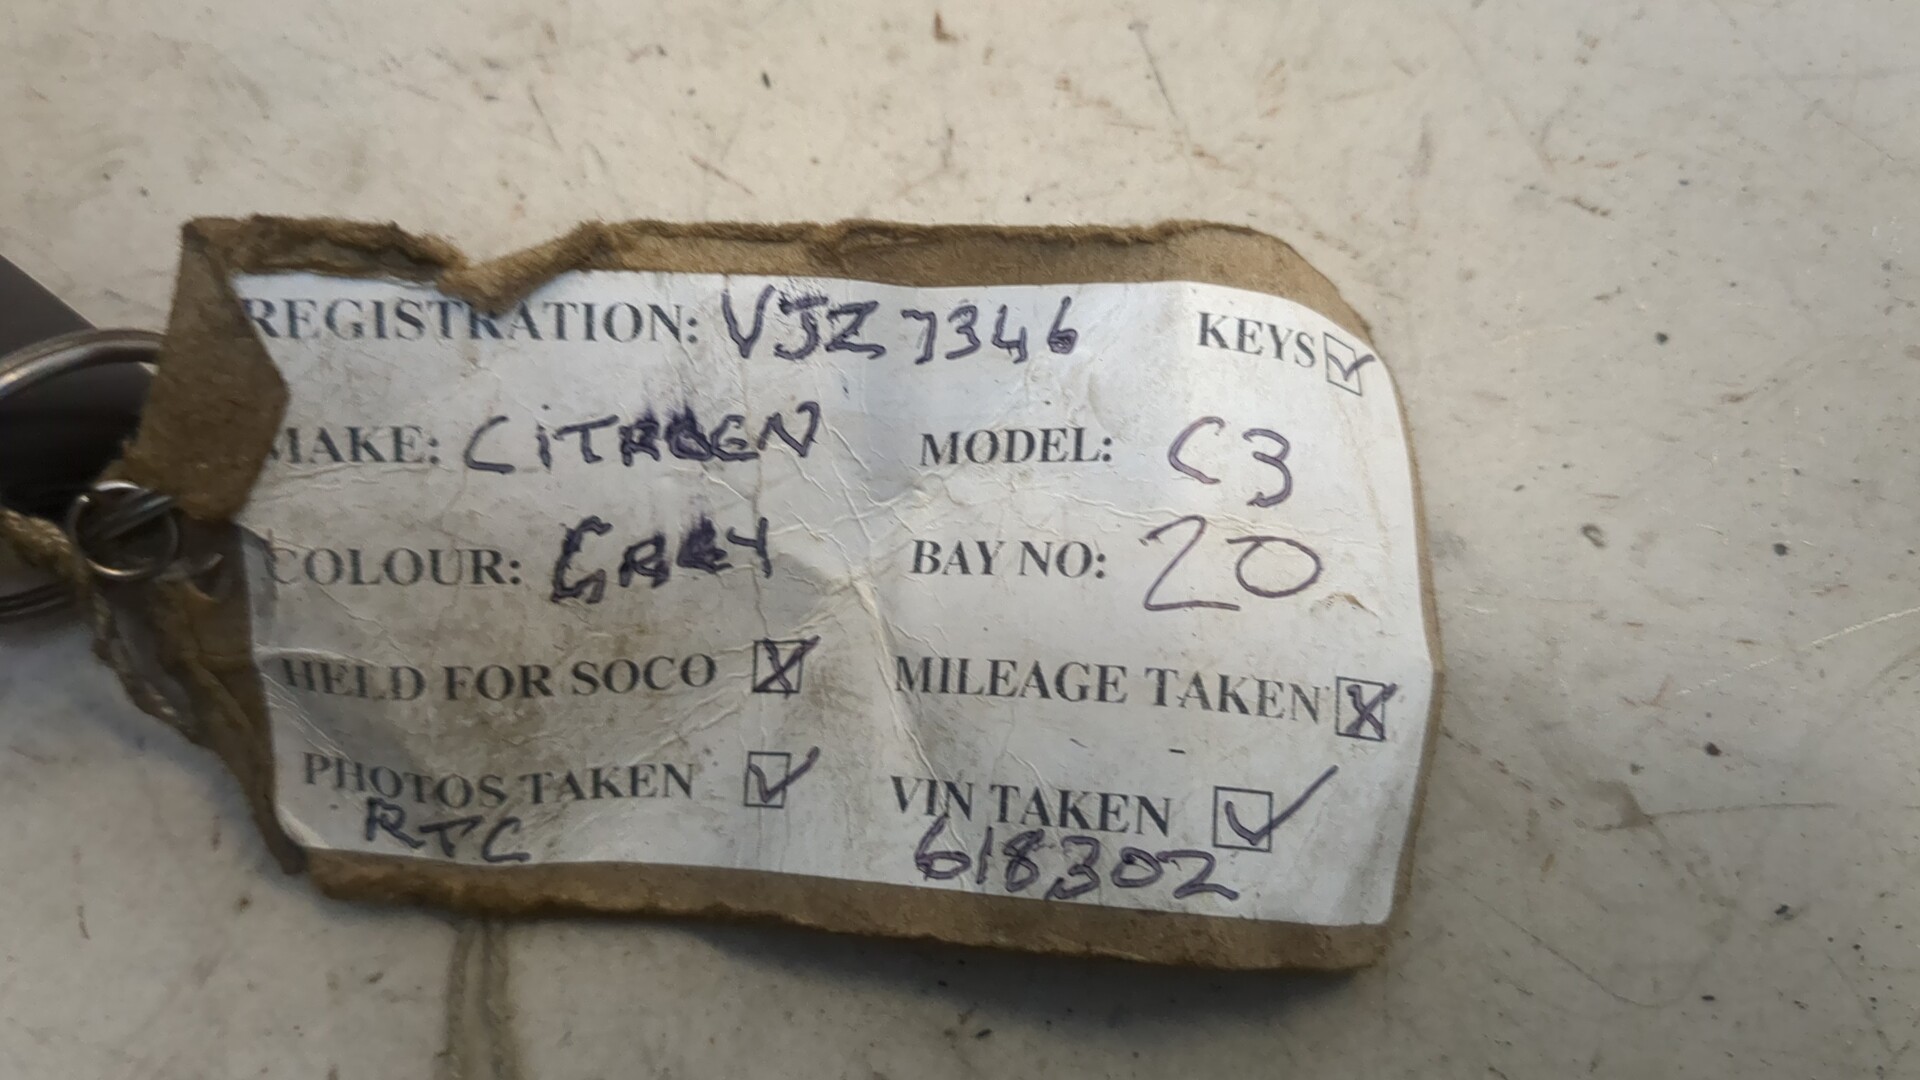 REGISTRATION: VJZ 7346 KEYS ☑
MAKE: CITROEN MODEL: C3
COLOUR: GREY BAY NO: 20
HELD FOR SOCO ☒ MILEAGE TAKEN ☒
PHOTOS TAKEN ☑ VIN TAKEN ☑
RTC 618302